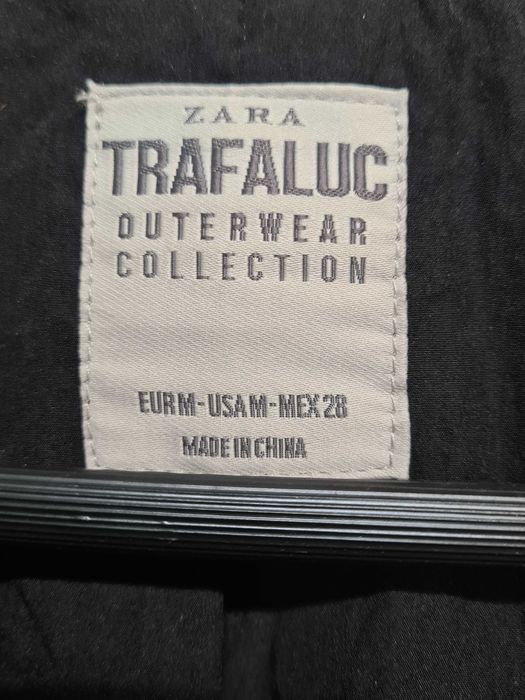 ZARA
TRAFALUC
OUTERWEAR
COLLECTION
EUR M - USA M - MEX 28
MADE IN CHINA